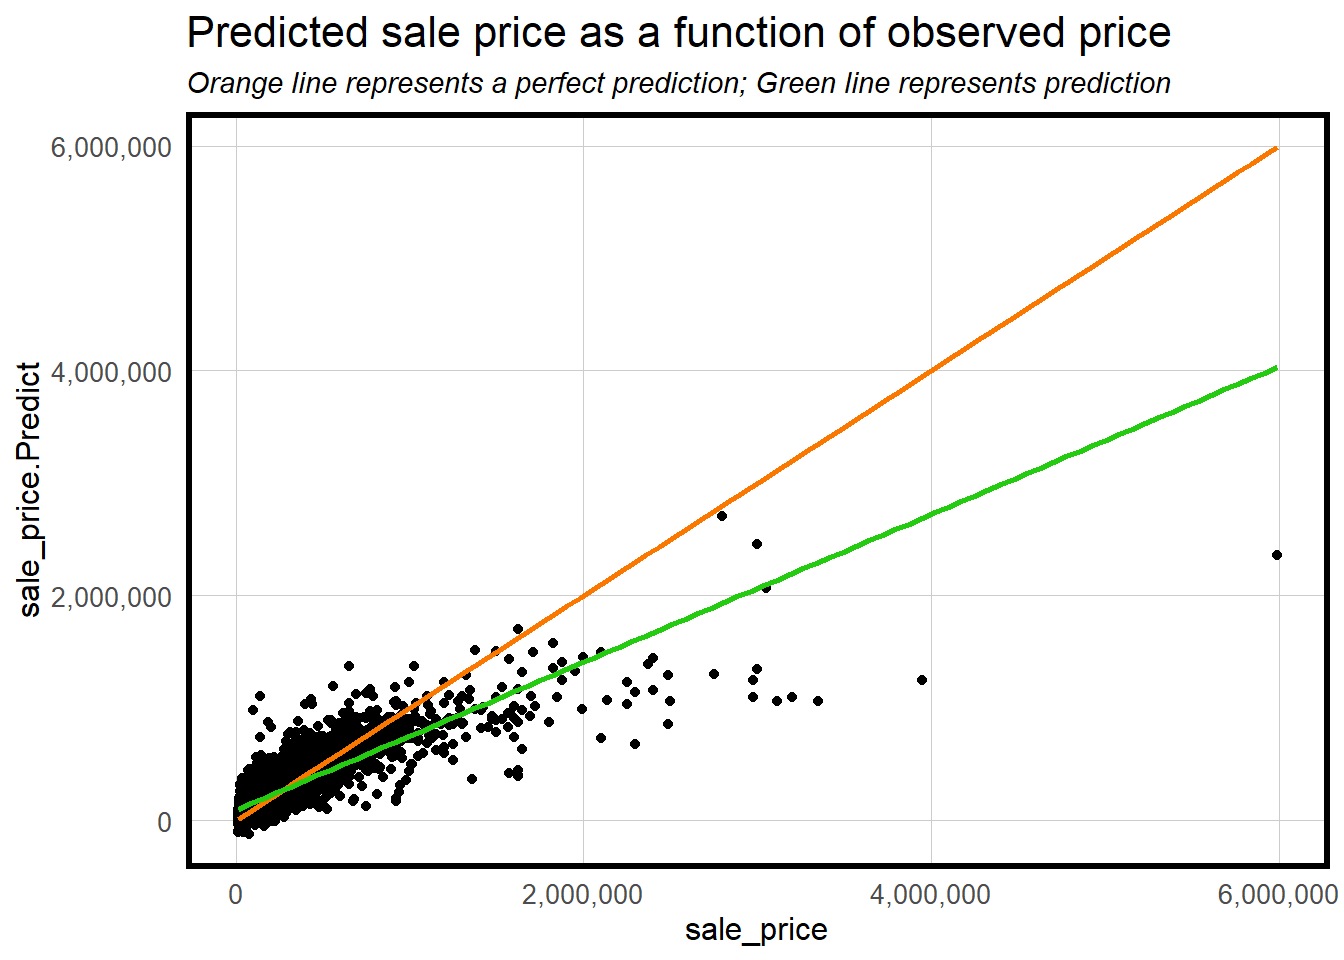 Predicted sale price as a function of observed price
Orange line represents a perfect prediction; Green line represents prediction
6,000,000
4,000,000
2,000,000
0
sale_price.Predict
0
2,000,000
4,000,000
6,000,000
sale_price